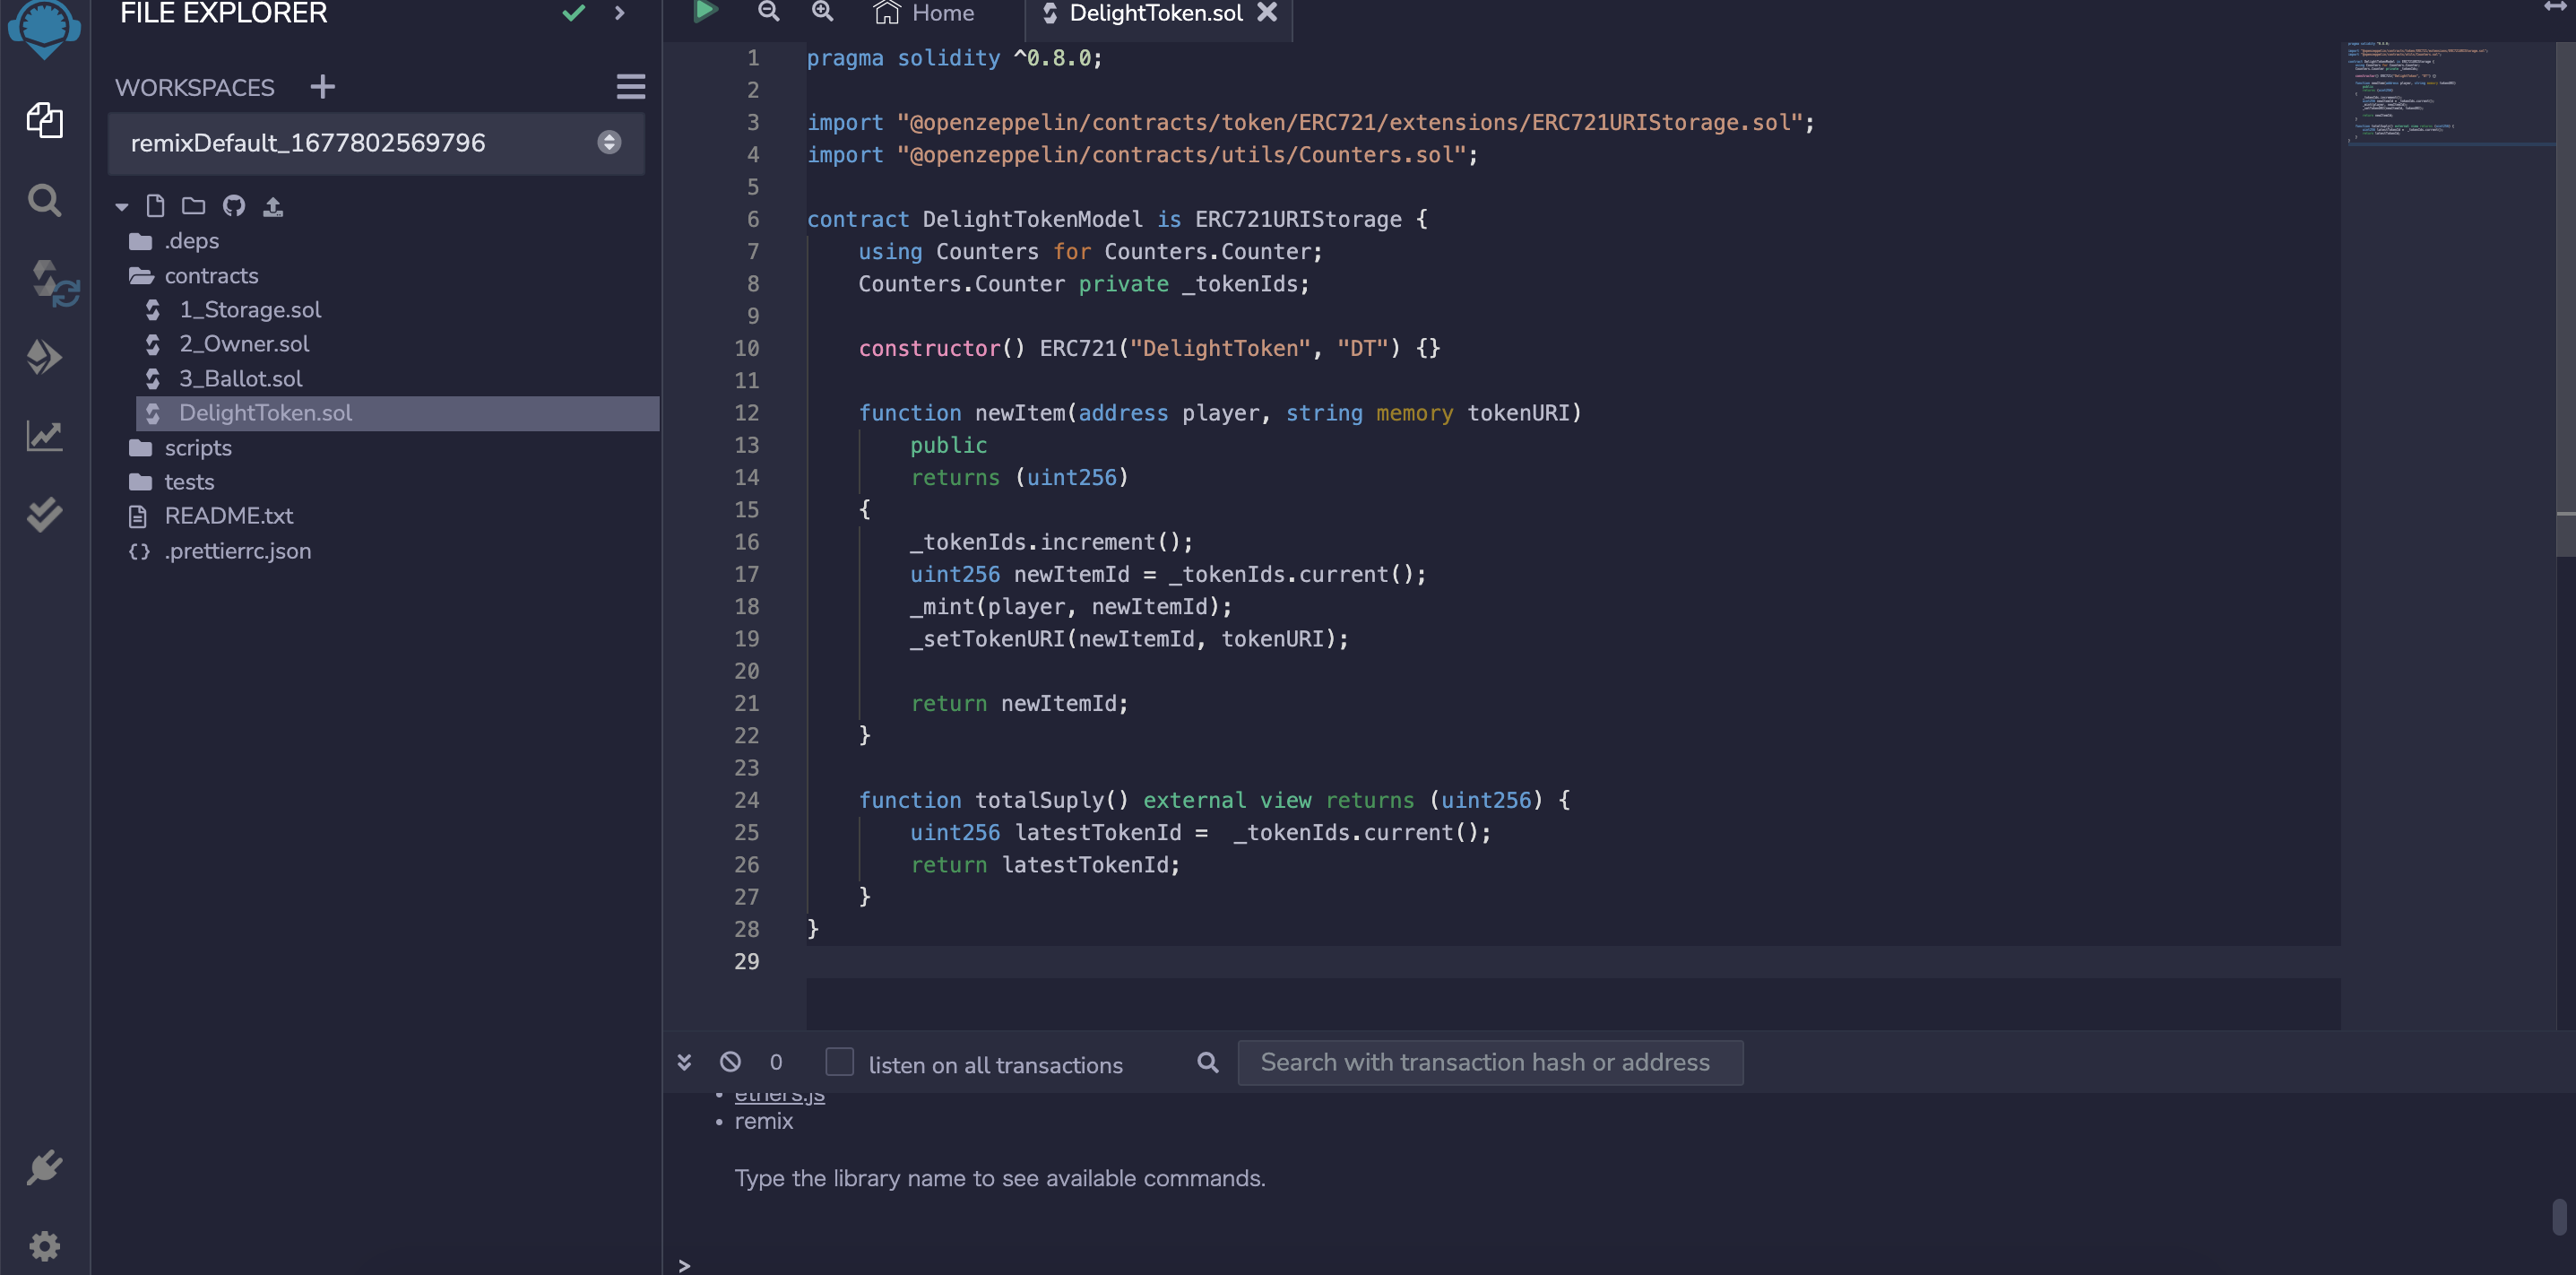 FILE EXPLORER
WORKSPACES
remixDefault_1677802569796
.deps
contracts
1_Storage.sol
2_Owner.sol
3_Ballot.sol
DelightToken.sol
scripts
tests
README.txt
.prettierrc.json
Home
DelightToken.sol
1 pragma solidity ^0.8.0;
2
3 import "@openzeppelin/contracts/token/ERC721/extensions/ERC721URIStorage.sol";
4 import "@openzeppelin/contracts/utils/Counters.sol";
5
6 contract DelightTokenModel is ERC721URIStorage {
7     using Counters for Counters.Counter;
8     Counters.Counter private _tokenIds;
9
10     constructor() ERC721("DelightToken", "DT") {}
11
12     function newItem(address player, string memory tokenURI)
13         public
14         returns (uint256)
15     {
16         _tokenIds.increment();
17         uint256 newItemId = _tokenIds.current();
18         _mint(player, newItemId);
19         _setTokenURI(newItemId, tokenURI);
20
21         return newItemId;
22     }
23
24     function totalSuply() external view returns (uint256) {
25         uint256 latestTokenId =  _tokenIds.current();
26         return latestTokenId;
27     }
28 }
29
0
listen on all transactions
Search with transaction hash or address
• ethers.js
• remix
Type the library name to see available commands.
>